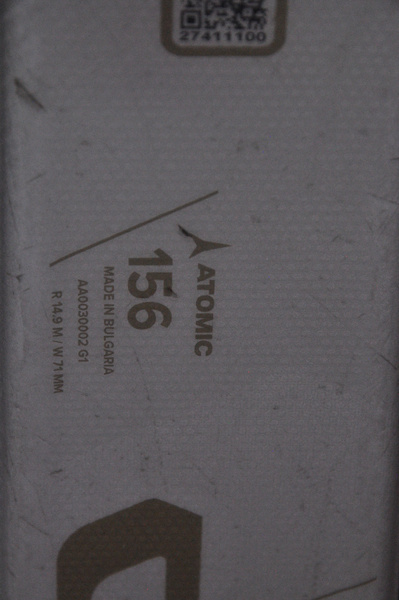 27411100
ATOMIC
156
MADE IN BULGARIA
AA0030002 G1
R 14.9 M / W 71 MM